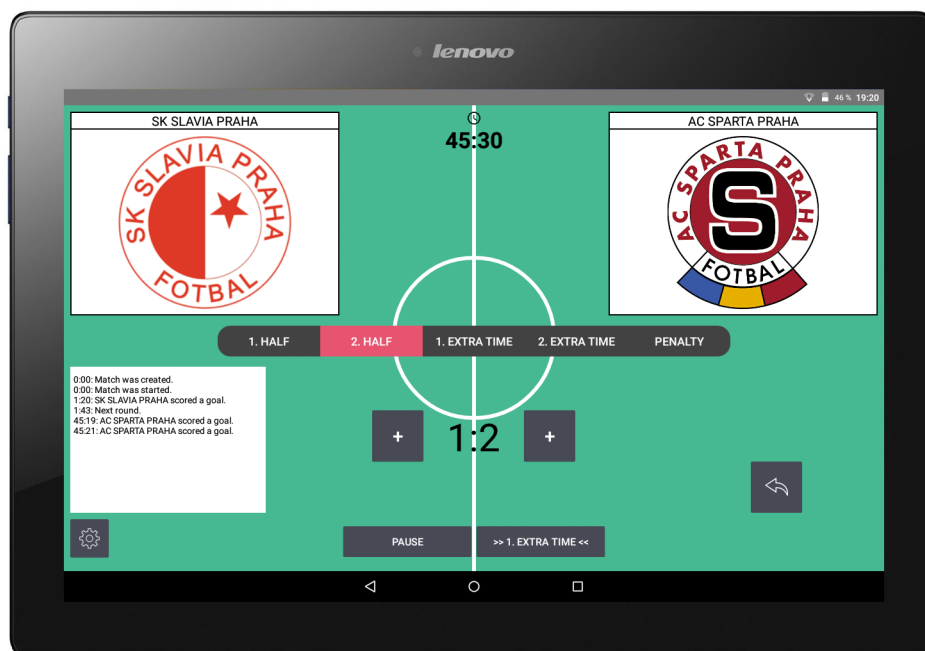 lenovo
46 % 19:20
SK SLAVIA PRAHA
45:30
AC SPARTA PRAHA
SK SLAVIA PRAHA
FOTBAL
AC SPARTA PRAHA
S
FOTBAL
1. HALF
2. HALF
1. EXTRA TIME
2. EXTRA TIME
PENALTY
0:00: Match was created.
0:00: Match was started.
1:20: SK SLAVIA PRAHA scored a goal.
1:43: Next round.
45:19: AC SPARTA PRAHA scored a goal.
45:21: AC SPARTA PRAHA scored a goal.
+
1:2
+
PAUSE
>> 1. EXTRA TIME <<